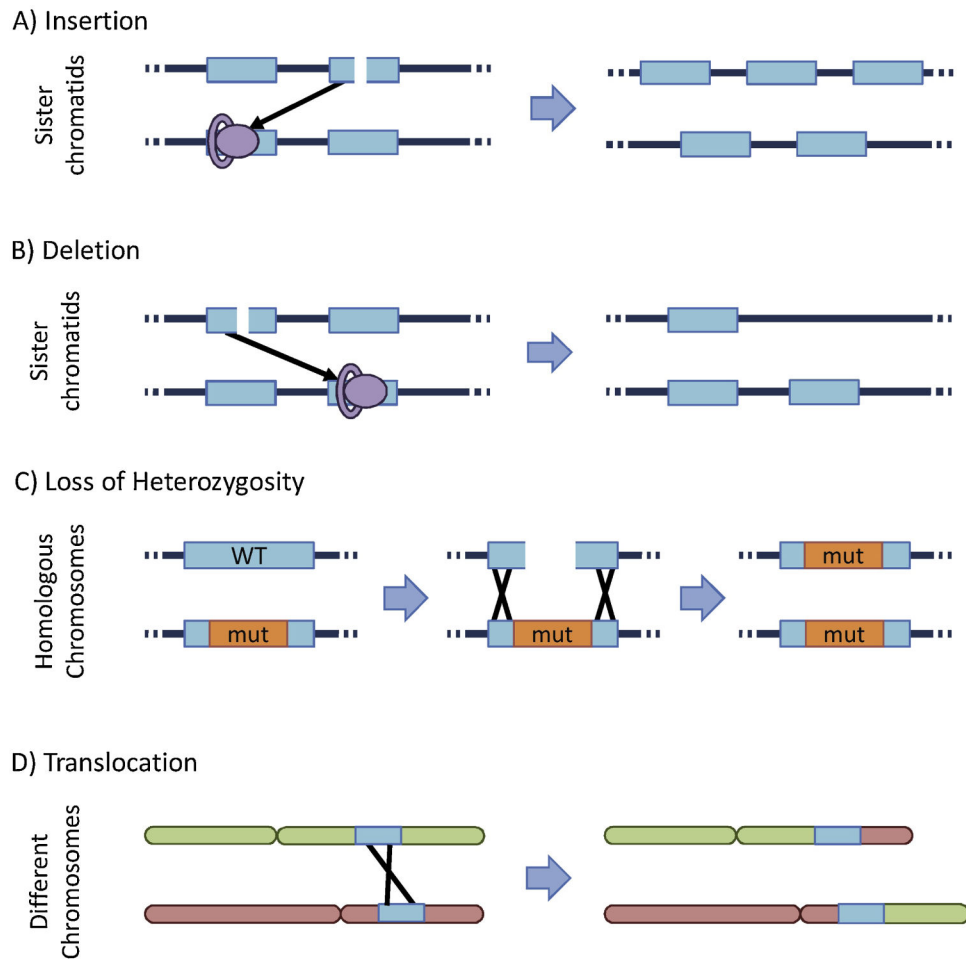 A) Insertion
Sister
chromatids
B) Deletion
Sister
chromatids
C) Loss of Heterozygosity
Homologous
Chromosomes
WT
mut
mut
mut
mut
D) Translocation
Different
Chromosomes